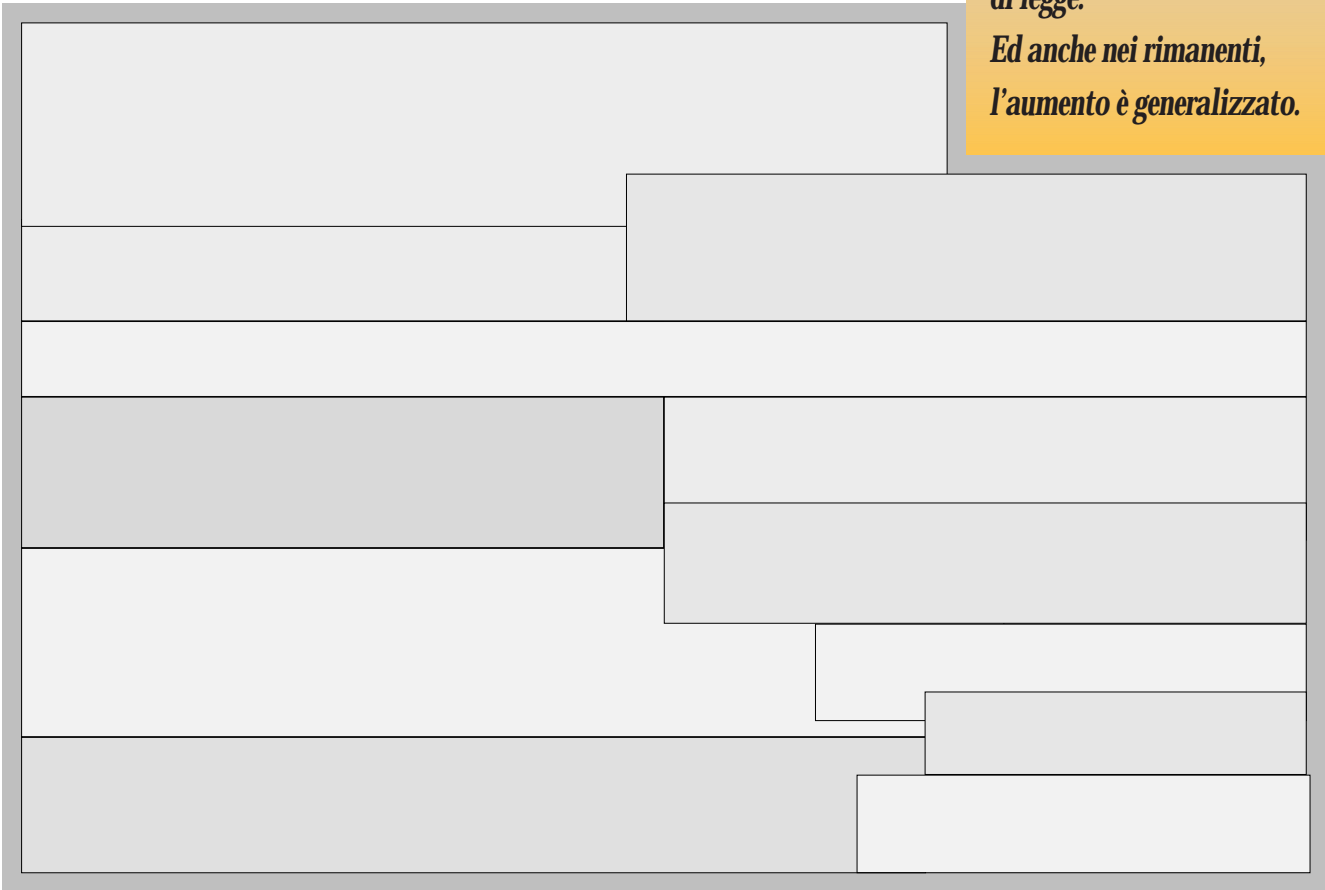 di legge.
Ed anche nei rimanenti,
l'aumento è generalizzato.